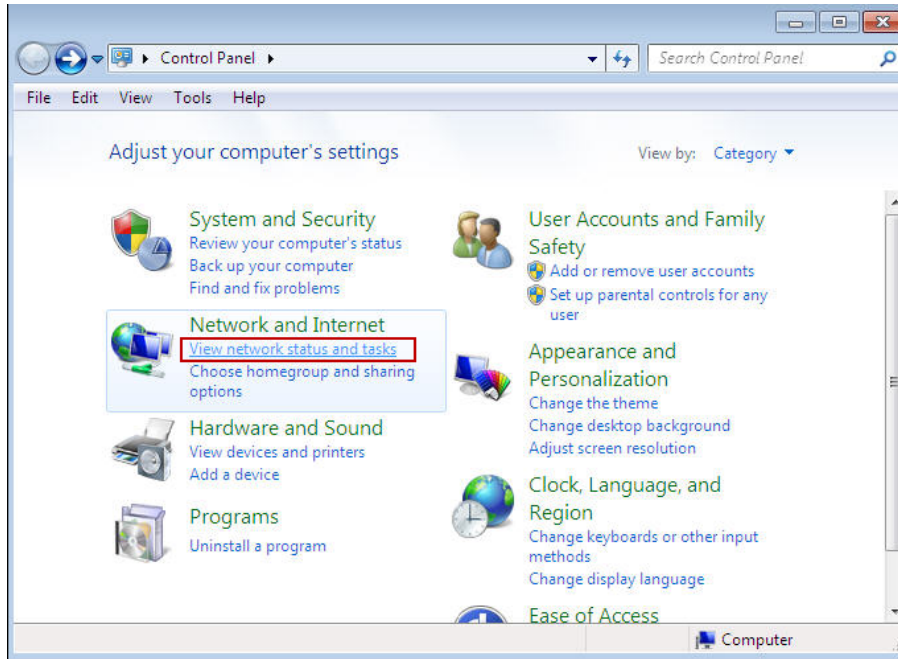 Control Panel
Search Control Panel
File Edit View Tools Help
Adjust your computer's settings
View by: Category
System and Security
Review your computer's status
Back up your computer
Find and fix problems
Network and Internet
View network status and tasks
Choose homegroup and sharing
options
Hardware and Sound
View devices and printers
Add a device
Programs
Uninstall a program
User Accounts and Family
Safety
Add or remove user accounts
Set up parental controls for any
user
Appearance and
Personalization
Change the theme
Change desktop background
Adjust screen resolution
Clock, Language, and
Region
Change keyboards or other input
methods
Change display language
Ease of Access
Computer